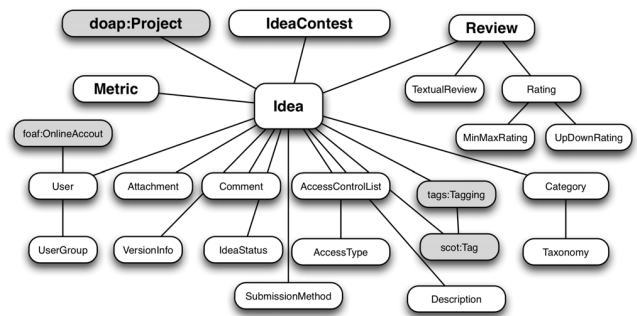 doap:Project
IdeaContest
Review
Metric
Idea
TextualReview
Rating
foaf:OnlineAccout
MinMaxRating
UpDownRating
User
Attachment
Comment
AccessControlList
tags:Tagging
Category
UserGroup
VersionInfo
IdeaStatus
AccessType
scot:Tag
Taxonomy
SubmissionMethod
Description